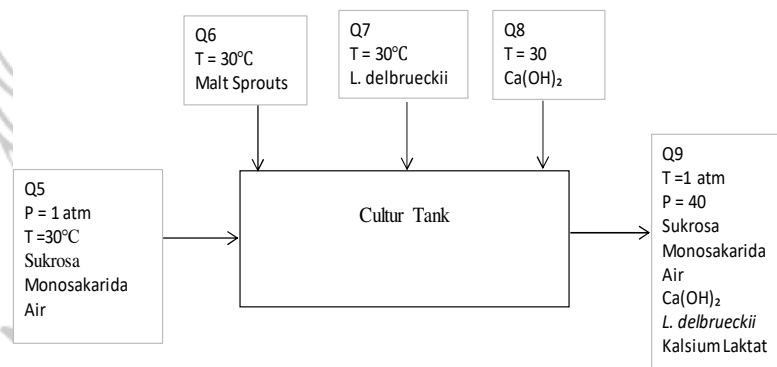 Q6
T = 30°C
Malt Sprouts
Q7
T = 30°C
L. delbrueckii
Q8
T = 30
Ca(OH)₂
Q5
P = 1 atm
T =30°C
Sukrosa
Monosakarida
Air
Cultur Tank
Q9
T =1 atm
P = 40
Sukrosa
Monosakarida
Air
Ca(OH)₂
L. delbrueckii
Kalsium Laktat